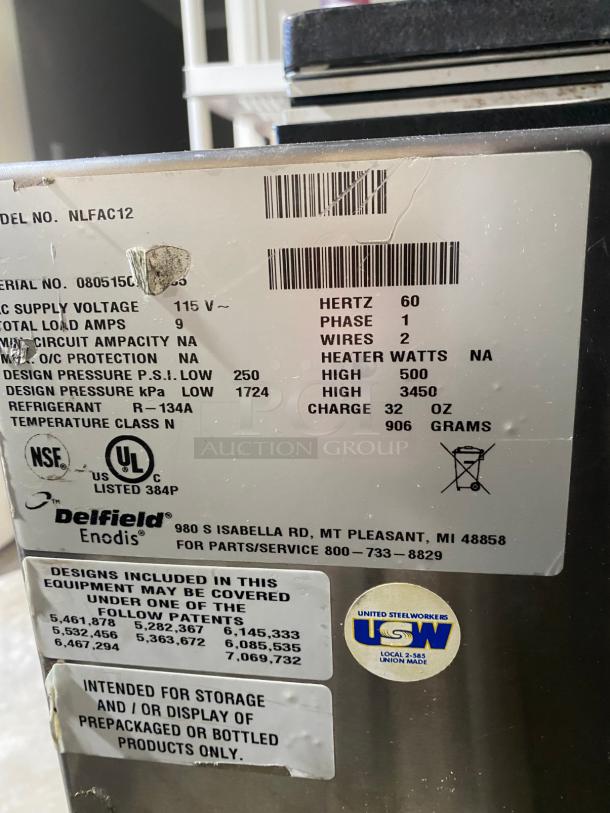 DEL NO. NLFAC12
ERIAL NO. 080515C
C SUPPLY VOLTAGE 115 V~ HERTZ 60
TOTAL LOAD AMPS 9 PHASE 1
MIN CIRCUIT AMPACITY NA WIRES 2
O/C PROTECTION NA HEATER WATTS NA
DESIGN PRESSURE P.S.I. LOW 250 HIGH 500
DESIGN PRESSURE kPa LOW 1724 HIGH 3450
REFRIGERANT R-134A CHARGE 32 OZ
TEMPERATURE CLASS N 906 GRAMS
PCI
AUCTION GROUP
NSF® UL US C
LISTED 384P
™
Delfield®
Enodis®
980 S ISABELLA RD, MT PLEASANT, MI 48858
FOR PARTS/SERVICE 800-733-8829
DESIGNS INCLUDED IN THIS
EQUIPMENT MAY BE COVERED
UNDER ONE OF THE
FOLLOW PATENTS
5,461,878 5,282,367 6,145,333
5,532,456 5,363,672 6,085,535
6,467,294 7,069,732
UNITED STEELWORKERS
USW
LOCAL 2-585
UNION MADE
INTENDED FOR STORAGE
AND / OR DISPLAY OF
PREPACKAGED OR BOTTLED
PRODUCTS ONLY.